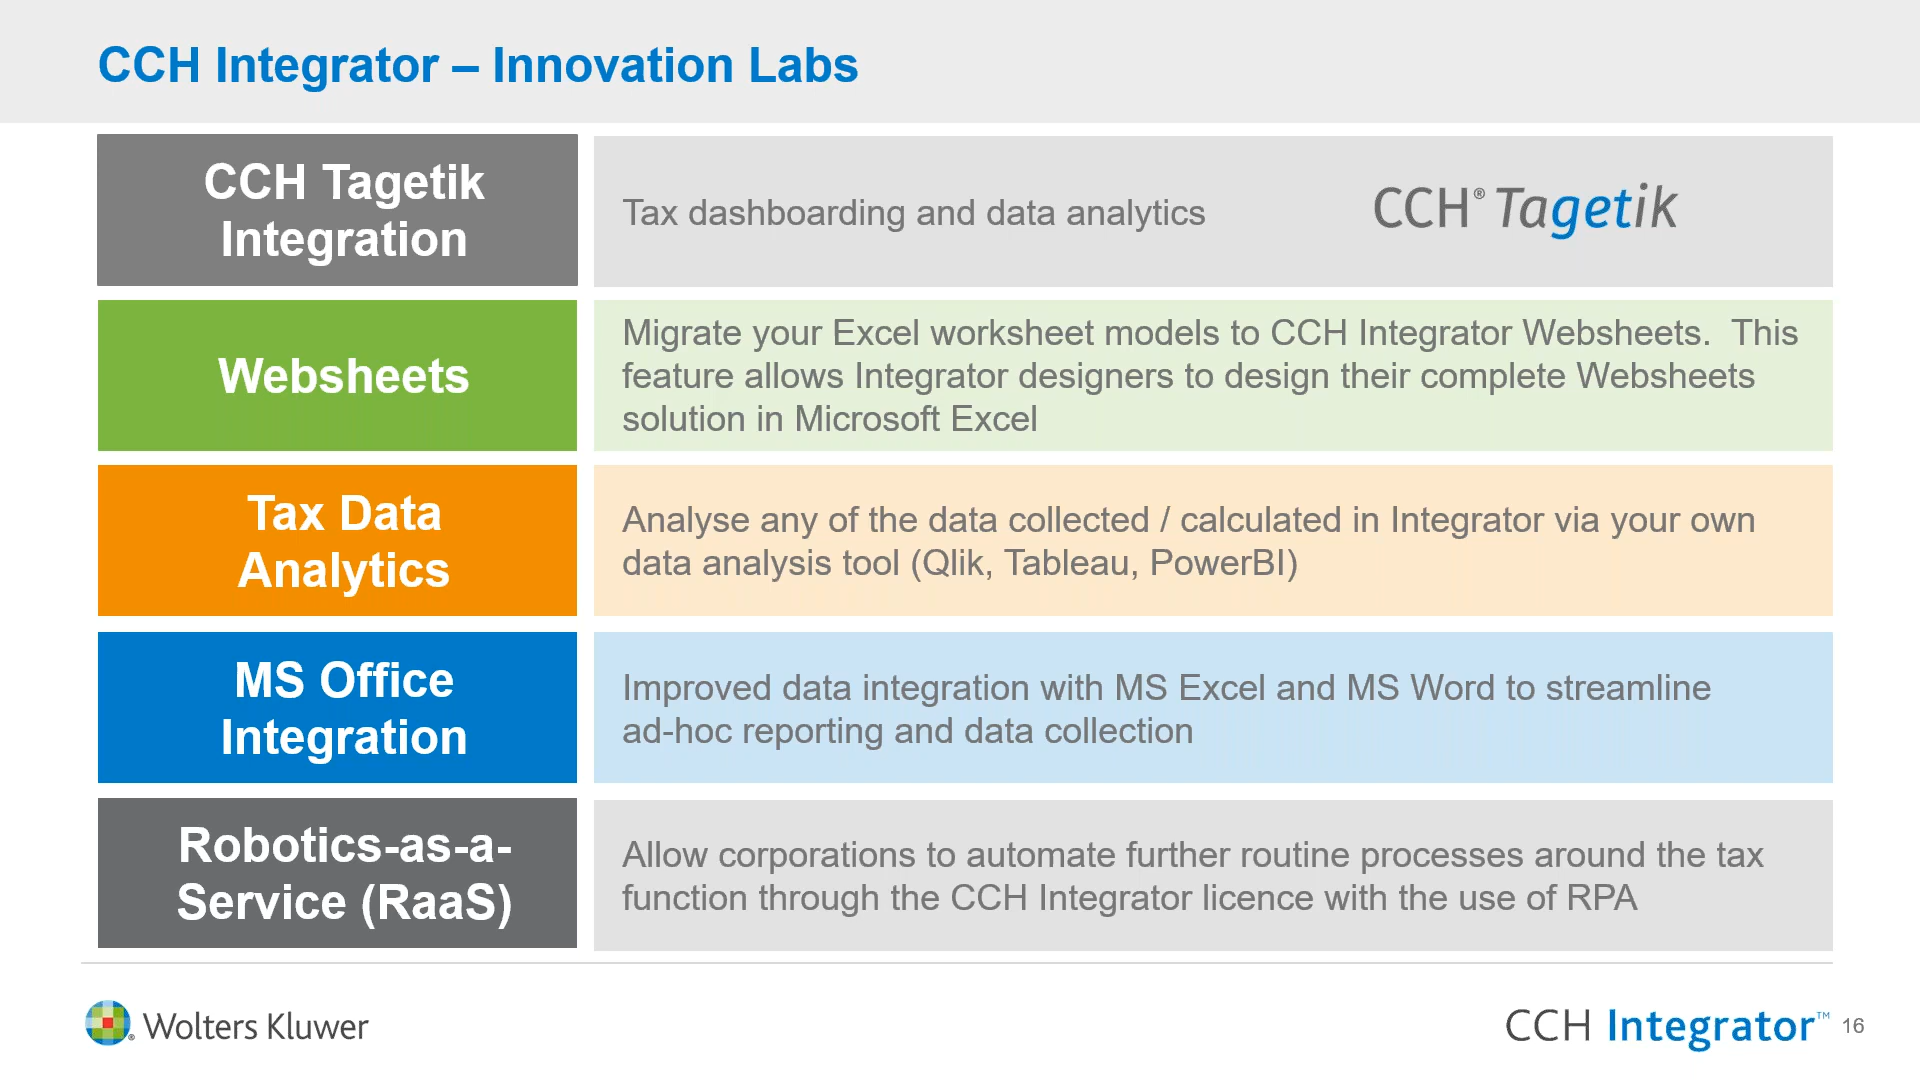 CCH Integrator – Innovation Labs
CCH Tagetik
Integration
Tax dashboarding and data analytics
CCH® Tagetik
Websheets
Migrate your Excel worksheet models to CCH Integrator Websheets.  This
feature allows Integrator designers to design their complete Websheets
solution in Microsoft Excel
Tax Data
Analytics
Analyse any of the data collected / calculated in Integrator via your own
data analysis tool (Qlik, Tableau, PowerBI)
MS Office
Integration
Improved data integration with MS Excel and MS Word to streamline
ad-hoc reporting and data collection
Robotics-as-a-
Service (RaaS)
Allow corporations to automate further routine processes around the tax
function through the CCH Integrator licence with the use of RPA
® Wolters Kluwer
CCH Integrator™ 16